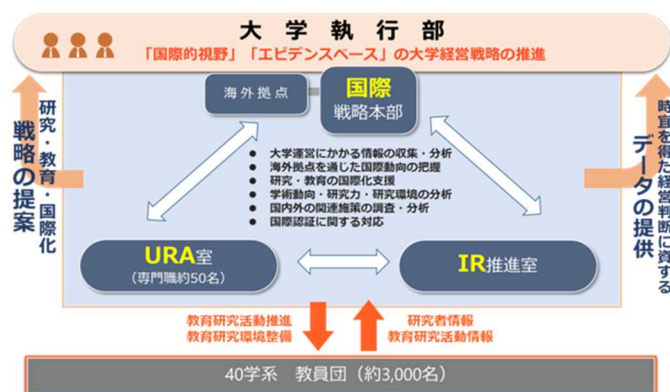 大学執行部
「国際的視野」「エビデンスベース」の大学経営戦略の推進
研究・教育・国際化
戦略の提案
海外拠点
国際
戦略本部
時宜を得た経営判断に資する
データの提供
● 大学運営にかかる情報の収集・分析
● 海外拠点を通じた国際動向の把握
● 研究・教育の国際化支援
● 学術動向・研究力・研究環境の分析
● 国内外の関連施策の調査・分析
● 国際認証に関する対応
URA室
(専門職約50名)
IR推進室
教育研究活動推進
教育研究環境整備
研究者情報
教育研究活動情報
40学系 教員団（約3,000名）